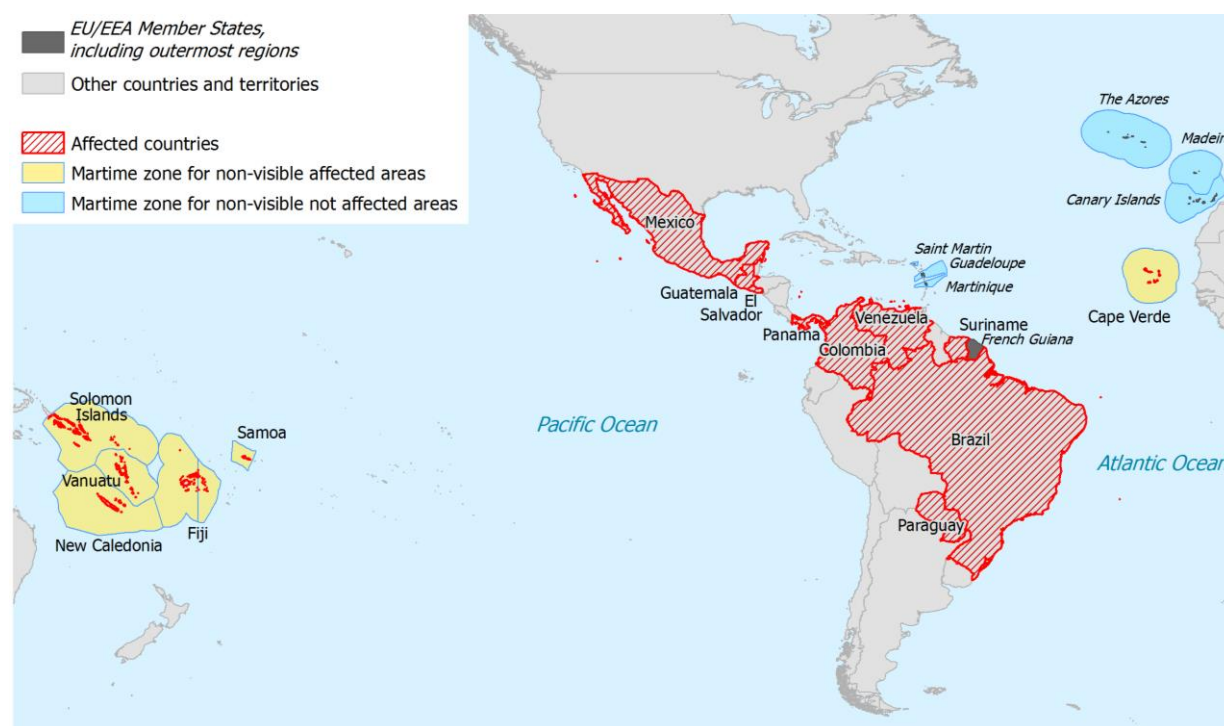 EU/EEA Member States,
including outermost regions
Other countries and territories
Affected countries
Martime zone for non-visible affected areas
Martime zone for non-visible not affected areas
The Azores
Madeir
Canary Islands
Mexico
Saint Martin
Guadeloupe
Martinique
Guatemala
El
Salvador
Cape Verde
Panama
Venezuela
Colombia
Suriname
French Guiana
Solomon
Islands
Samoa
Pacific Ocean
Brazil
Atlantic Ocean
Vanuatu
Paraguay
Fiji
New Caledonia